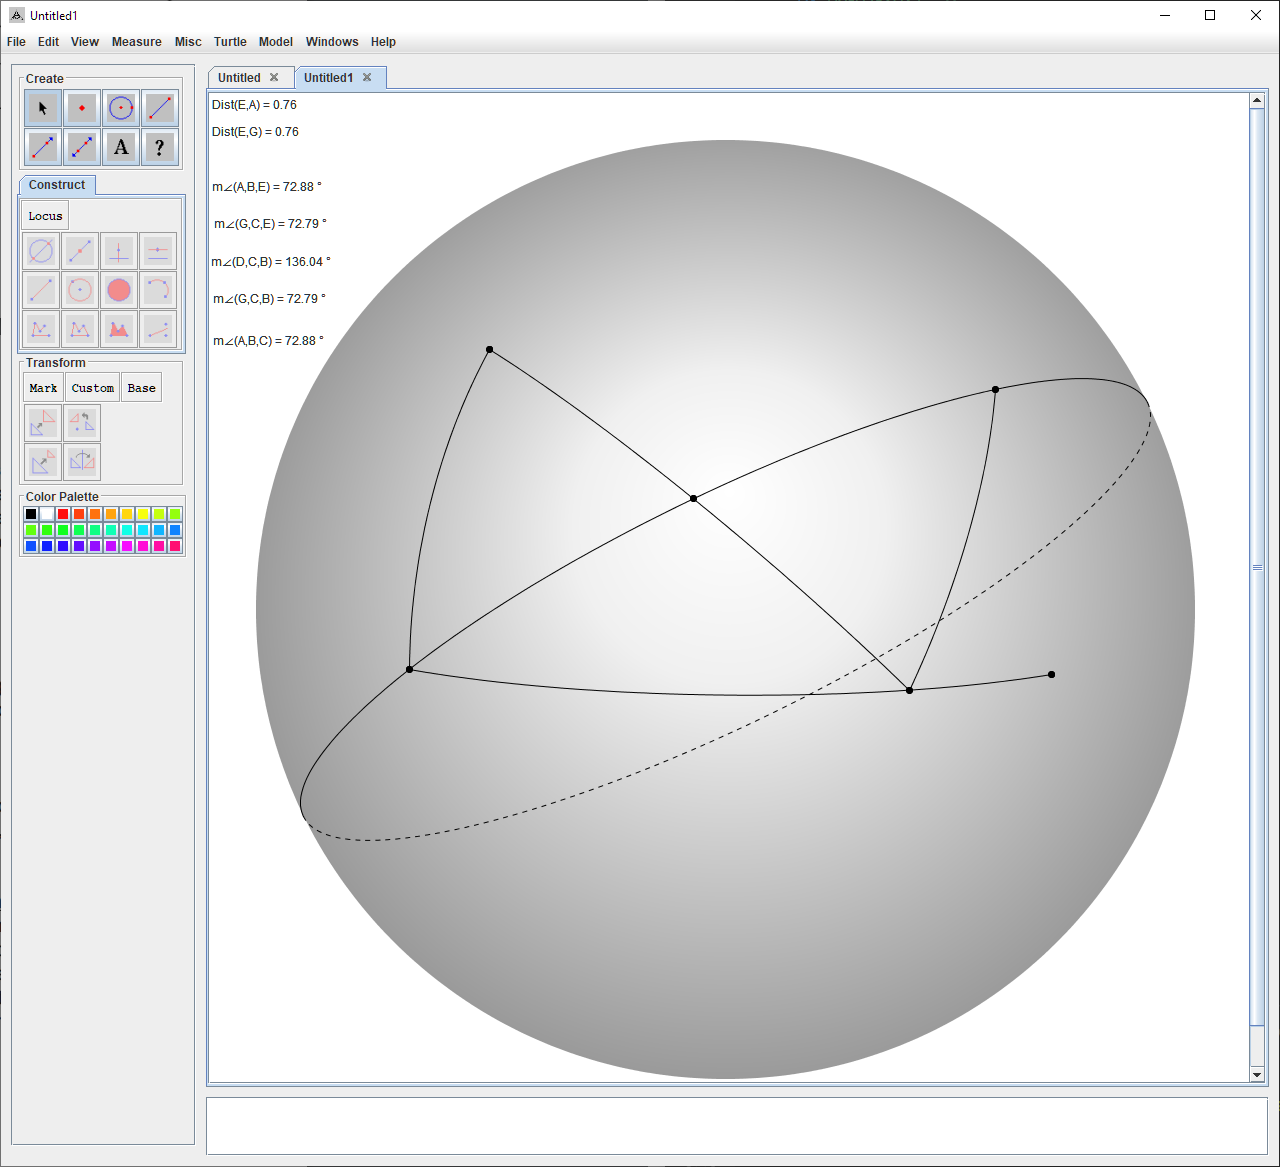 Untitled1
File Edit View Measure Misc Turtle Model Windows Help
Create
A ?
Construct
Locus
Transform
Mark Custom Base
Color Palette
Untitled Untitled1
Dist(E,A) = 0.76
Dist(E,G) = 0.76
m∠(A,B,E) = 72.88 °
m∠(G,C,E) = 72.79 °
m∠(D,C,B) = 136.04 °
m∠(G,C,B) = 72.79 °
m∠(A,B,C) = 72.88 °